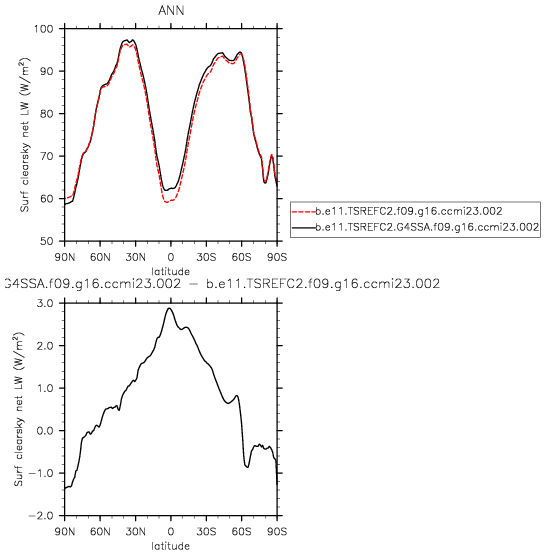 ANN
Surf clearsky net LW (W/m²)
100
90
80
70
60
50
90N 60N 30N 0 30S 60S 90S
latitude
b.e11.TSREFC2.f09.g16.ccmi23.002
b.e11.TSREFC2.G4SSA.f09.g16.ccmi23.002
G4SSA.f09.g16.ccmi23.002 − b.e11.TSREFC2.f09.g16.ccmi23.002
Surf clearsky net LW (W/m²)
3.0
2.0
1.0
0.0
−1.0
−2.0
90N 60N 30N 0 30S 60S 90S
latitude